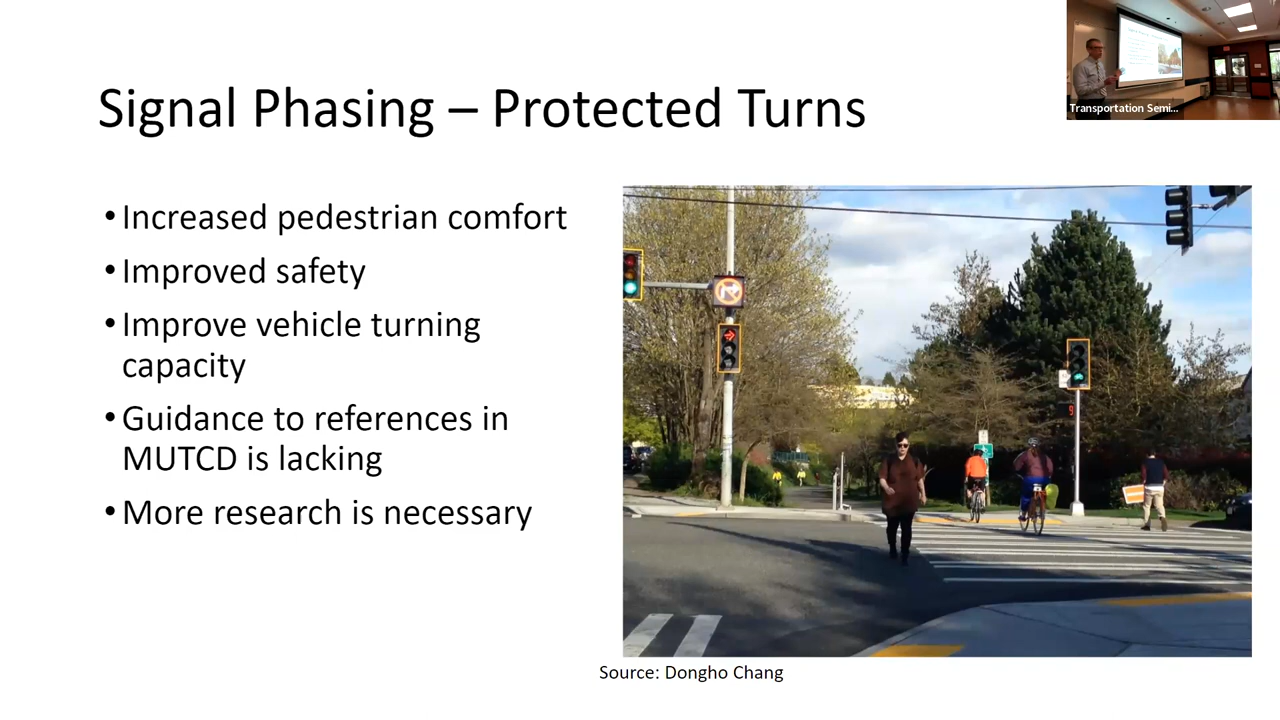 Transportation Semi...
Signal Phasing – Protected Turns
• Increased pedestrian comfort
• Improved safety
• Improve vehicle turning
capacity
• Guidance to references in
MUTCD is lacking
• More research is necessary
9
Source: Dongho Chang